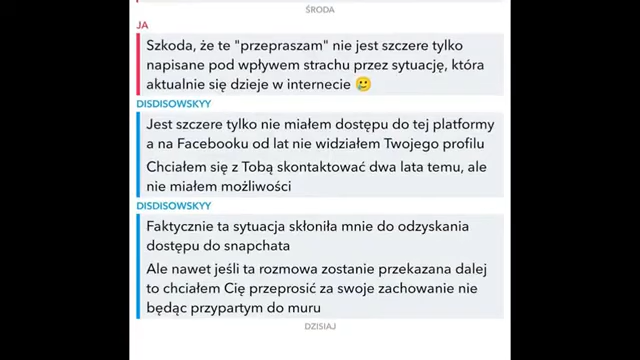 ŚRODA
JA
Szkoda, że te "przepraszam" nie jest szczere tylko
napisane pod wpływem strachu przez sytuację, która
aktualnie się dzieje w internecie 🥲
DISDISOWSKYY
Jest szczere tylko nie miałem dostępu do tej platformy
a na Facebooku od lat nie widziałem Twojego profilu
Chciałem się z Tobą skontaktować dwa lata temu, ale
nie miałem możliwości
DISDISOWSKYY
Faktycznie ta sytuacja skłoniła mnie do odzyskania
dostępu do snapchata
Ale nawet jeśli ta rozmowa zostanie przekazana dalej
to chciałem Cię przeprosić za swoje zachowanie nie
będąc przypartym do muru
DZISIAJ